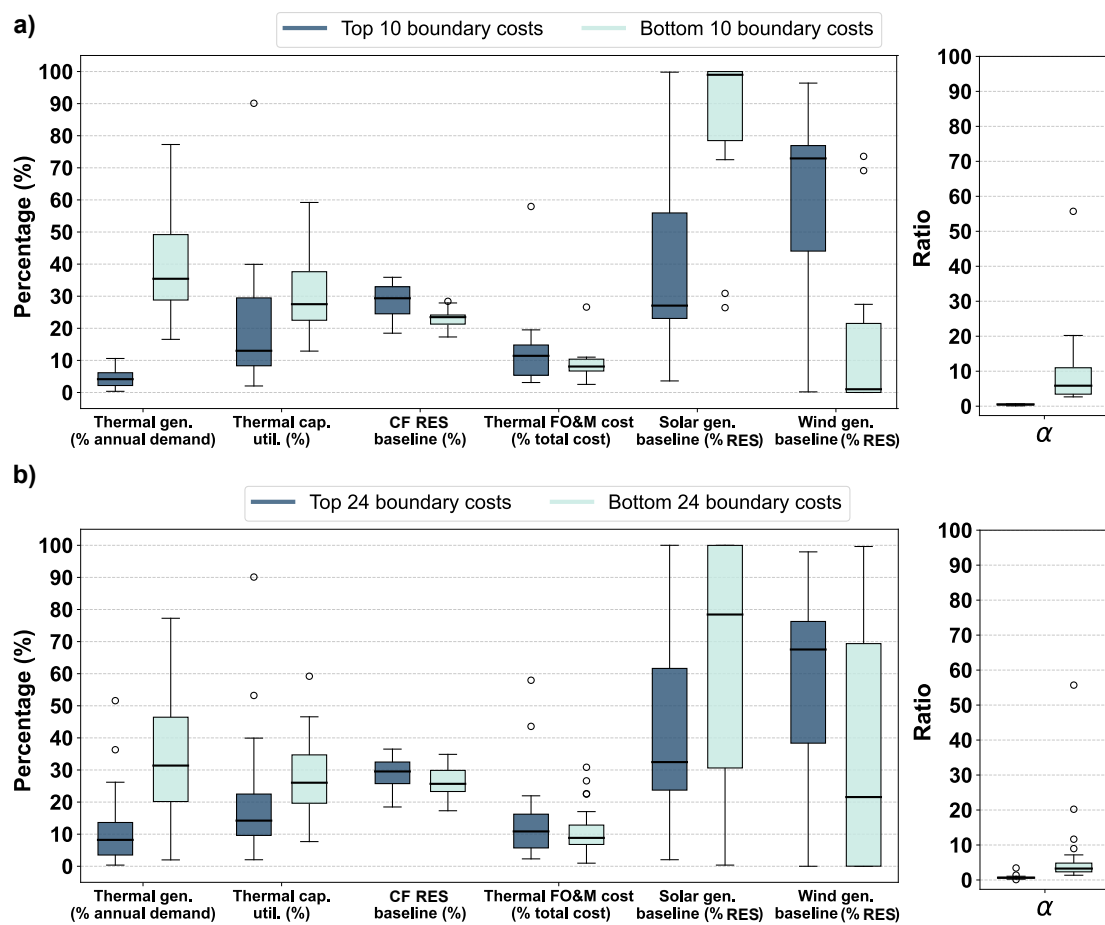 a)
Top 10 boundary costs
Bottom 10 boundary costs
Percentage (%)
100
90
80
70
60
50
40
30
20
10
0
Thermal gen.
(% annual demand)
Thermal cap.
util. (%)
CF RES
baseline (%)
Thermal FO&M cost
(% total cost)
Solar gen.
baseline (% RES)
Wind gen.
baseline (% RES)
Ratio
100
90
80
70
60
50
40
30
20
10
0
α
b)
Top 24 boundary costs
Bottom 24 boundary costs
Percentage (%)
100
90
80
70
60
50
40
30
20
10
0
Thermal gen.
(% annual demand)
Thermal cap.
util. (%)
CF RES
baseline (%)
Thermal FO&M cost
(% total cost)
Solar gen.
baseline (% RES)
Wind gen.
baseline (% RES)
Ratio
100
90
80
70
60
50
40
30
20
10
0
α